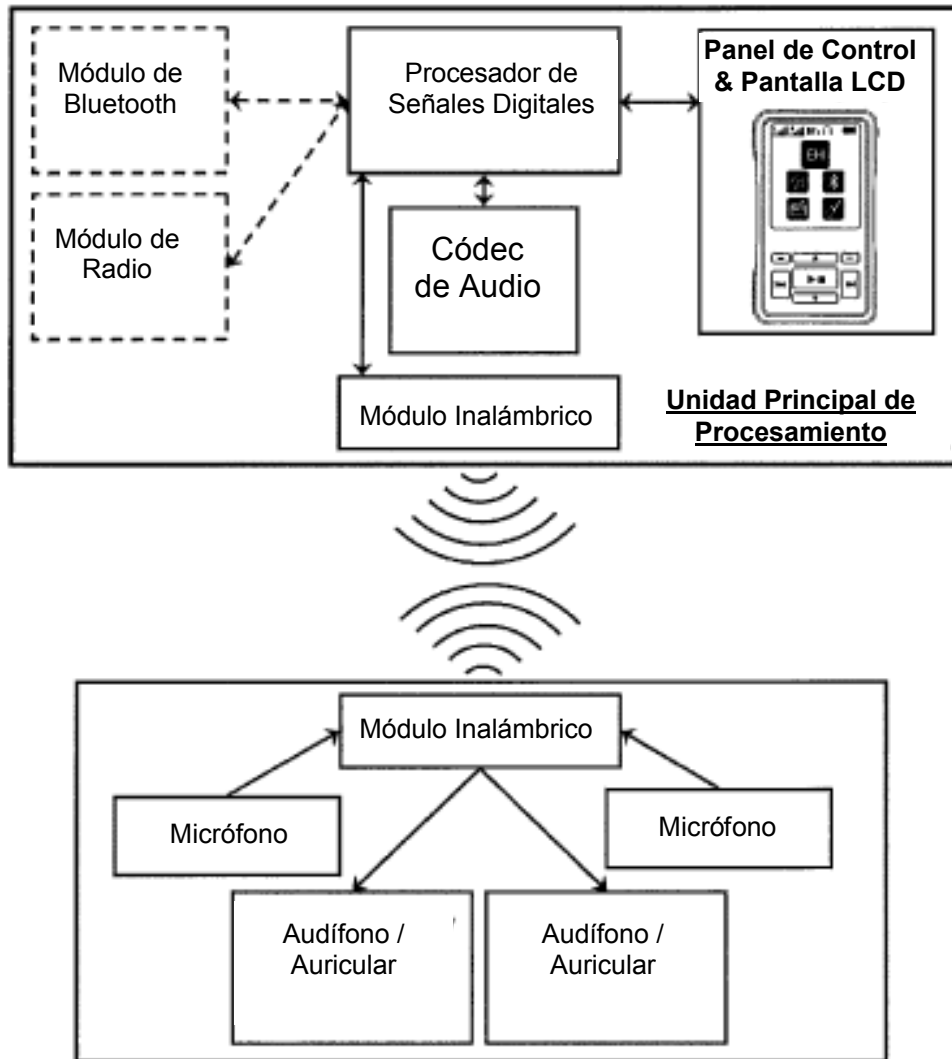 Módulo de
Bluetooth
Procesador de
Señales Digitales
Panel de Control
& Pantalla LCD
EH
Módulo de
Radio
Códec
de Audio
Módulo Inalámbrico
Unidad Principal de
Procesamiento
Módulo Inalámbrico
Micrófono
Micrófono
Audífono /
Auricular
Audífono /
Auricular